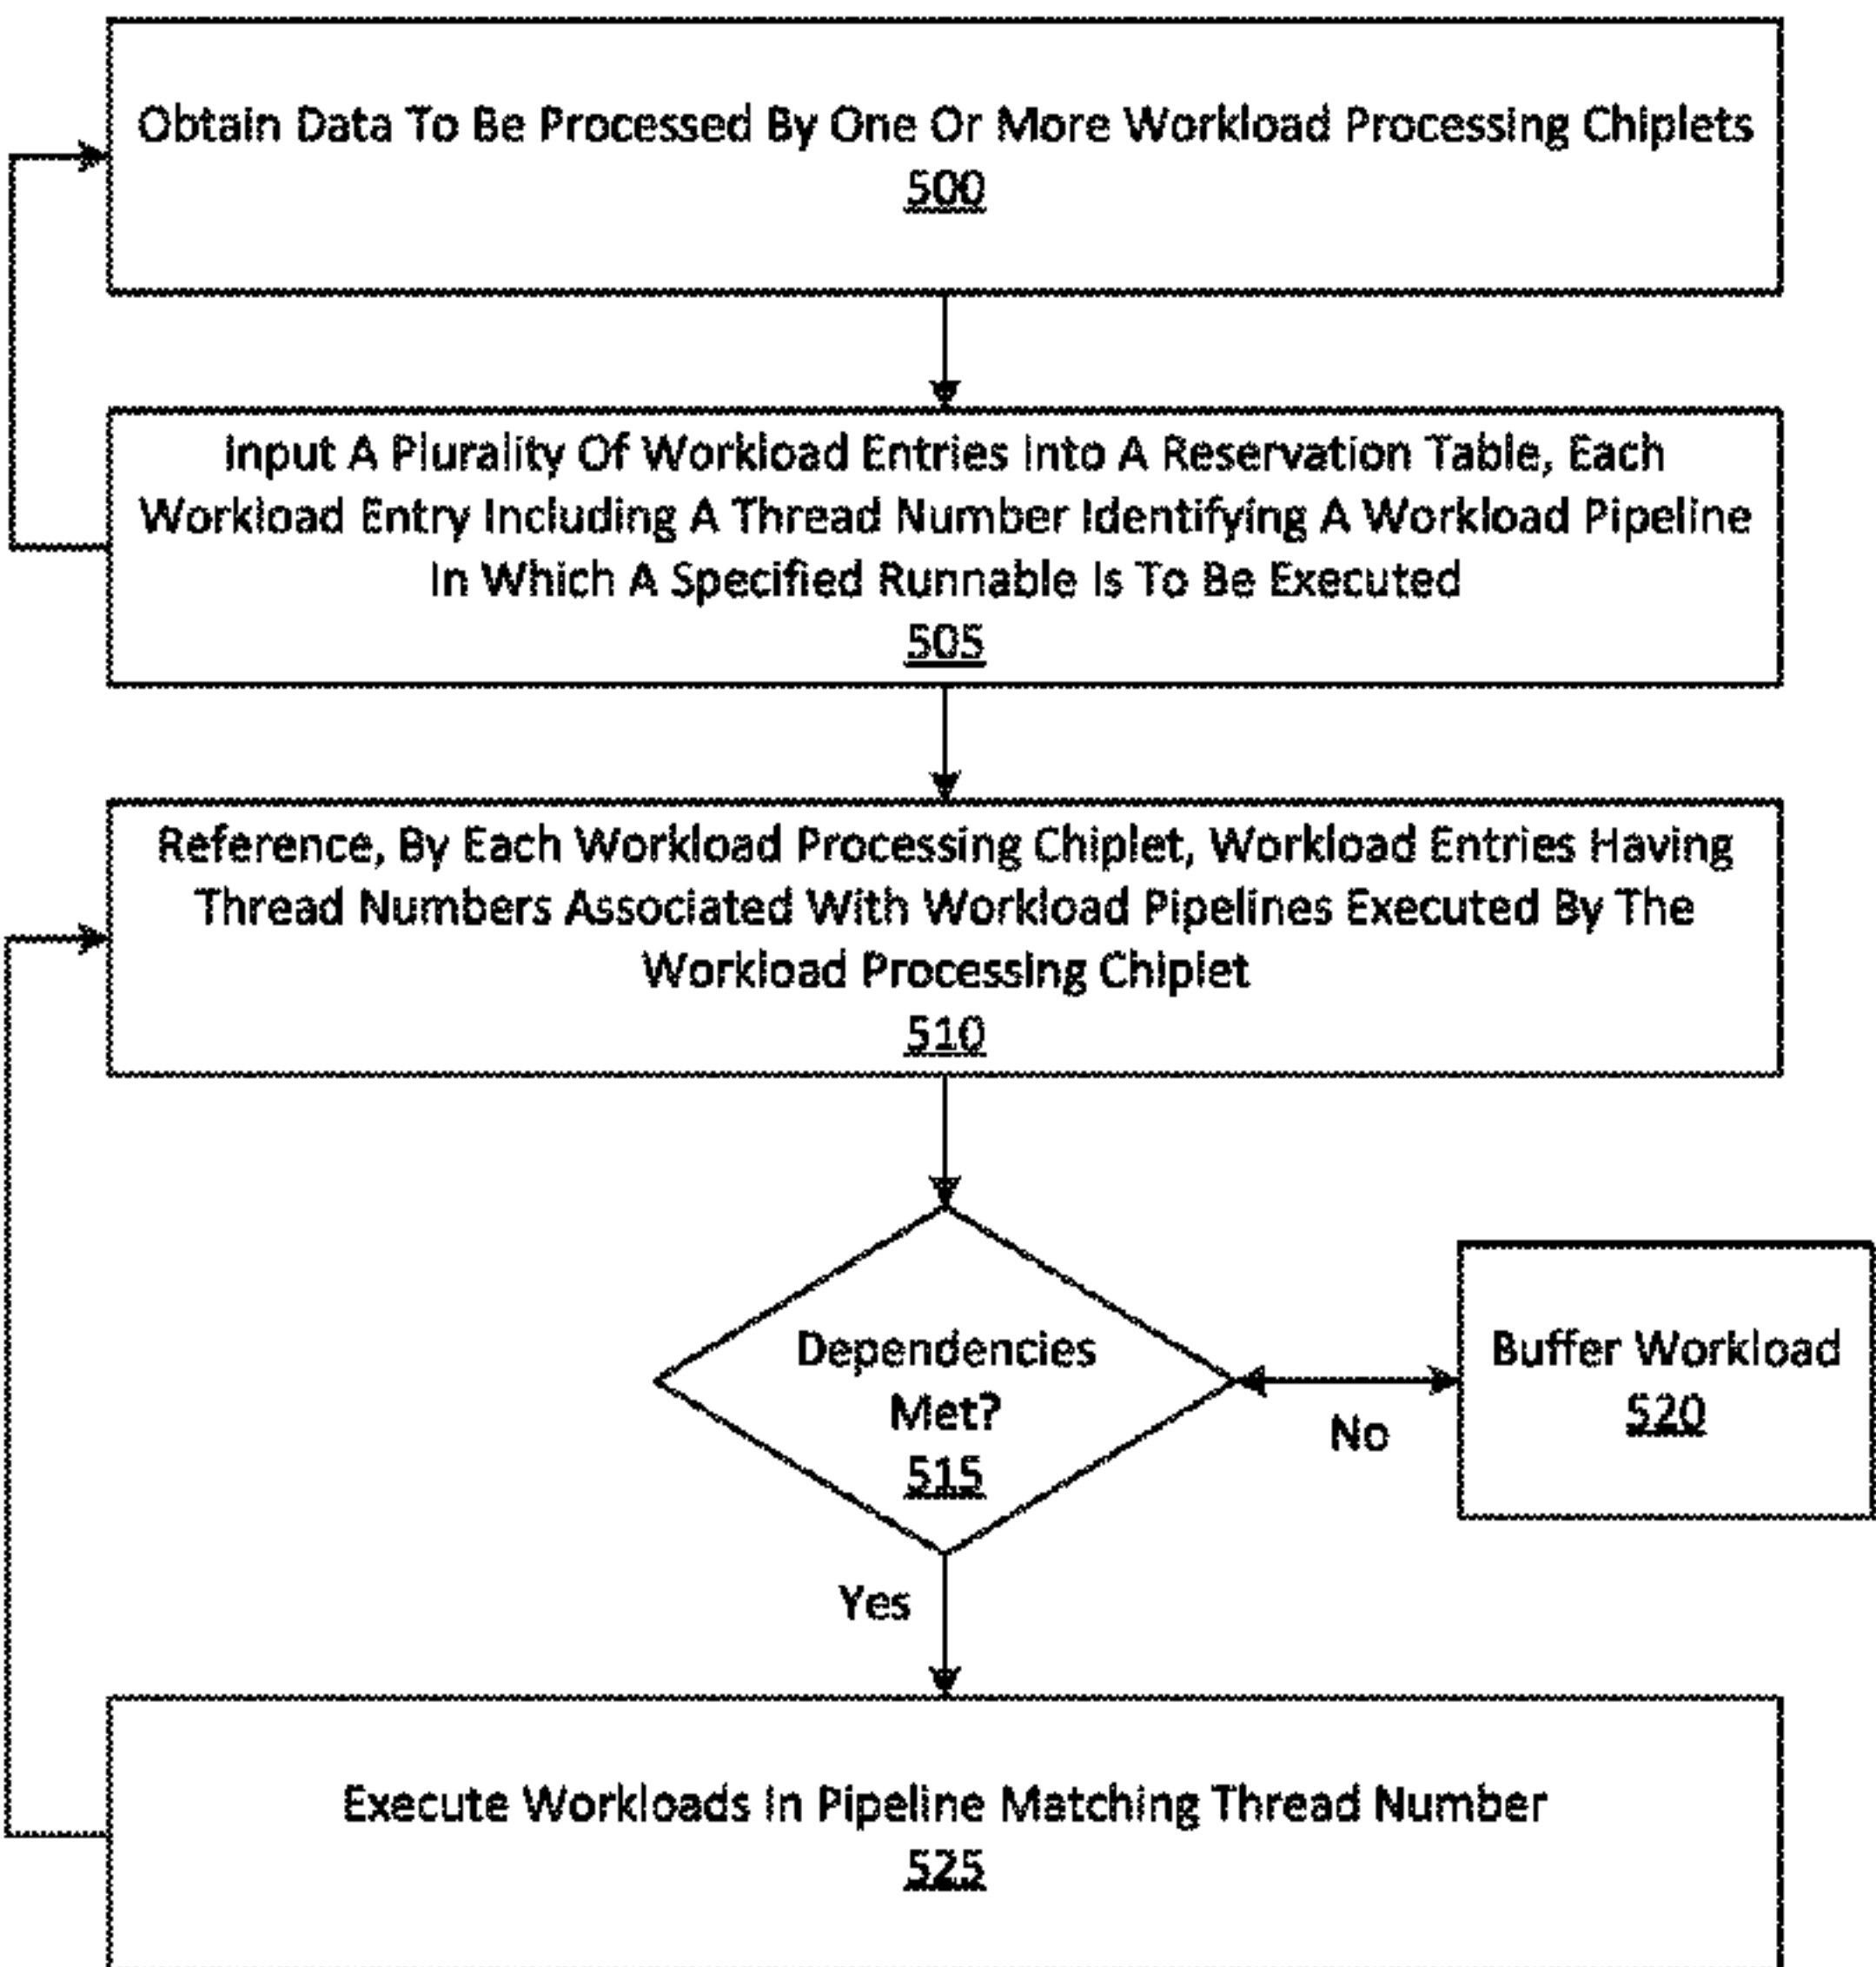 Obtain Data To Be Processed By One Or More Workload Processing Chiplets
500
Input A Plurality Of Workload Entries Into A Reservation Table, Each
Workload Entry Including A Thread Number Identifying A Workload Pipeline
In Which A Specified Runnable Is To Be Executed
505
Reference, By Each Workload Processing Chiplet, Workload Entries Having
Thread Numbers Associated With Workload Pipelines Executed By The
Workload Processing Chiplet
510
Dependencies
Met?
515
No
Buffer Workload
520
Yes
Execute Workloads In Pipeline Matching Thread Number
525